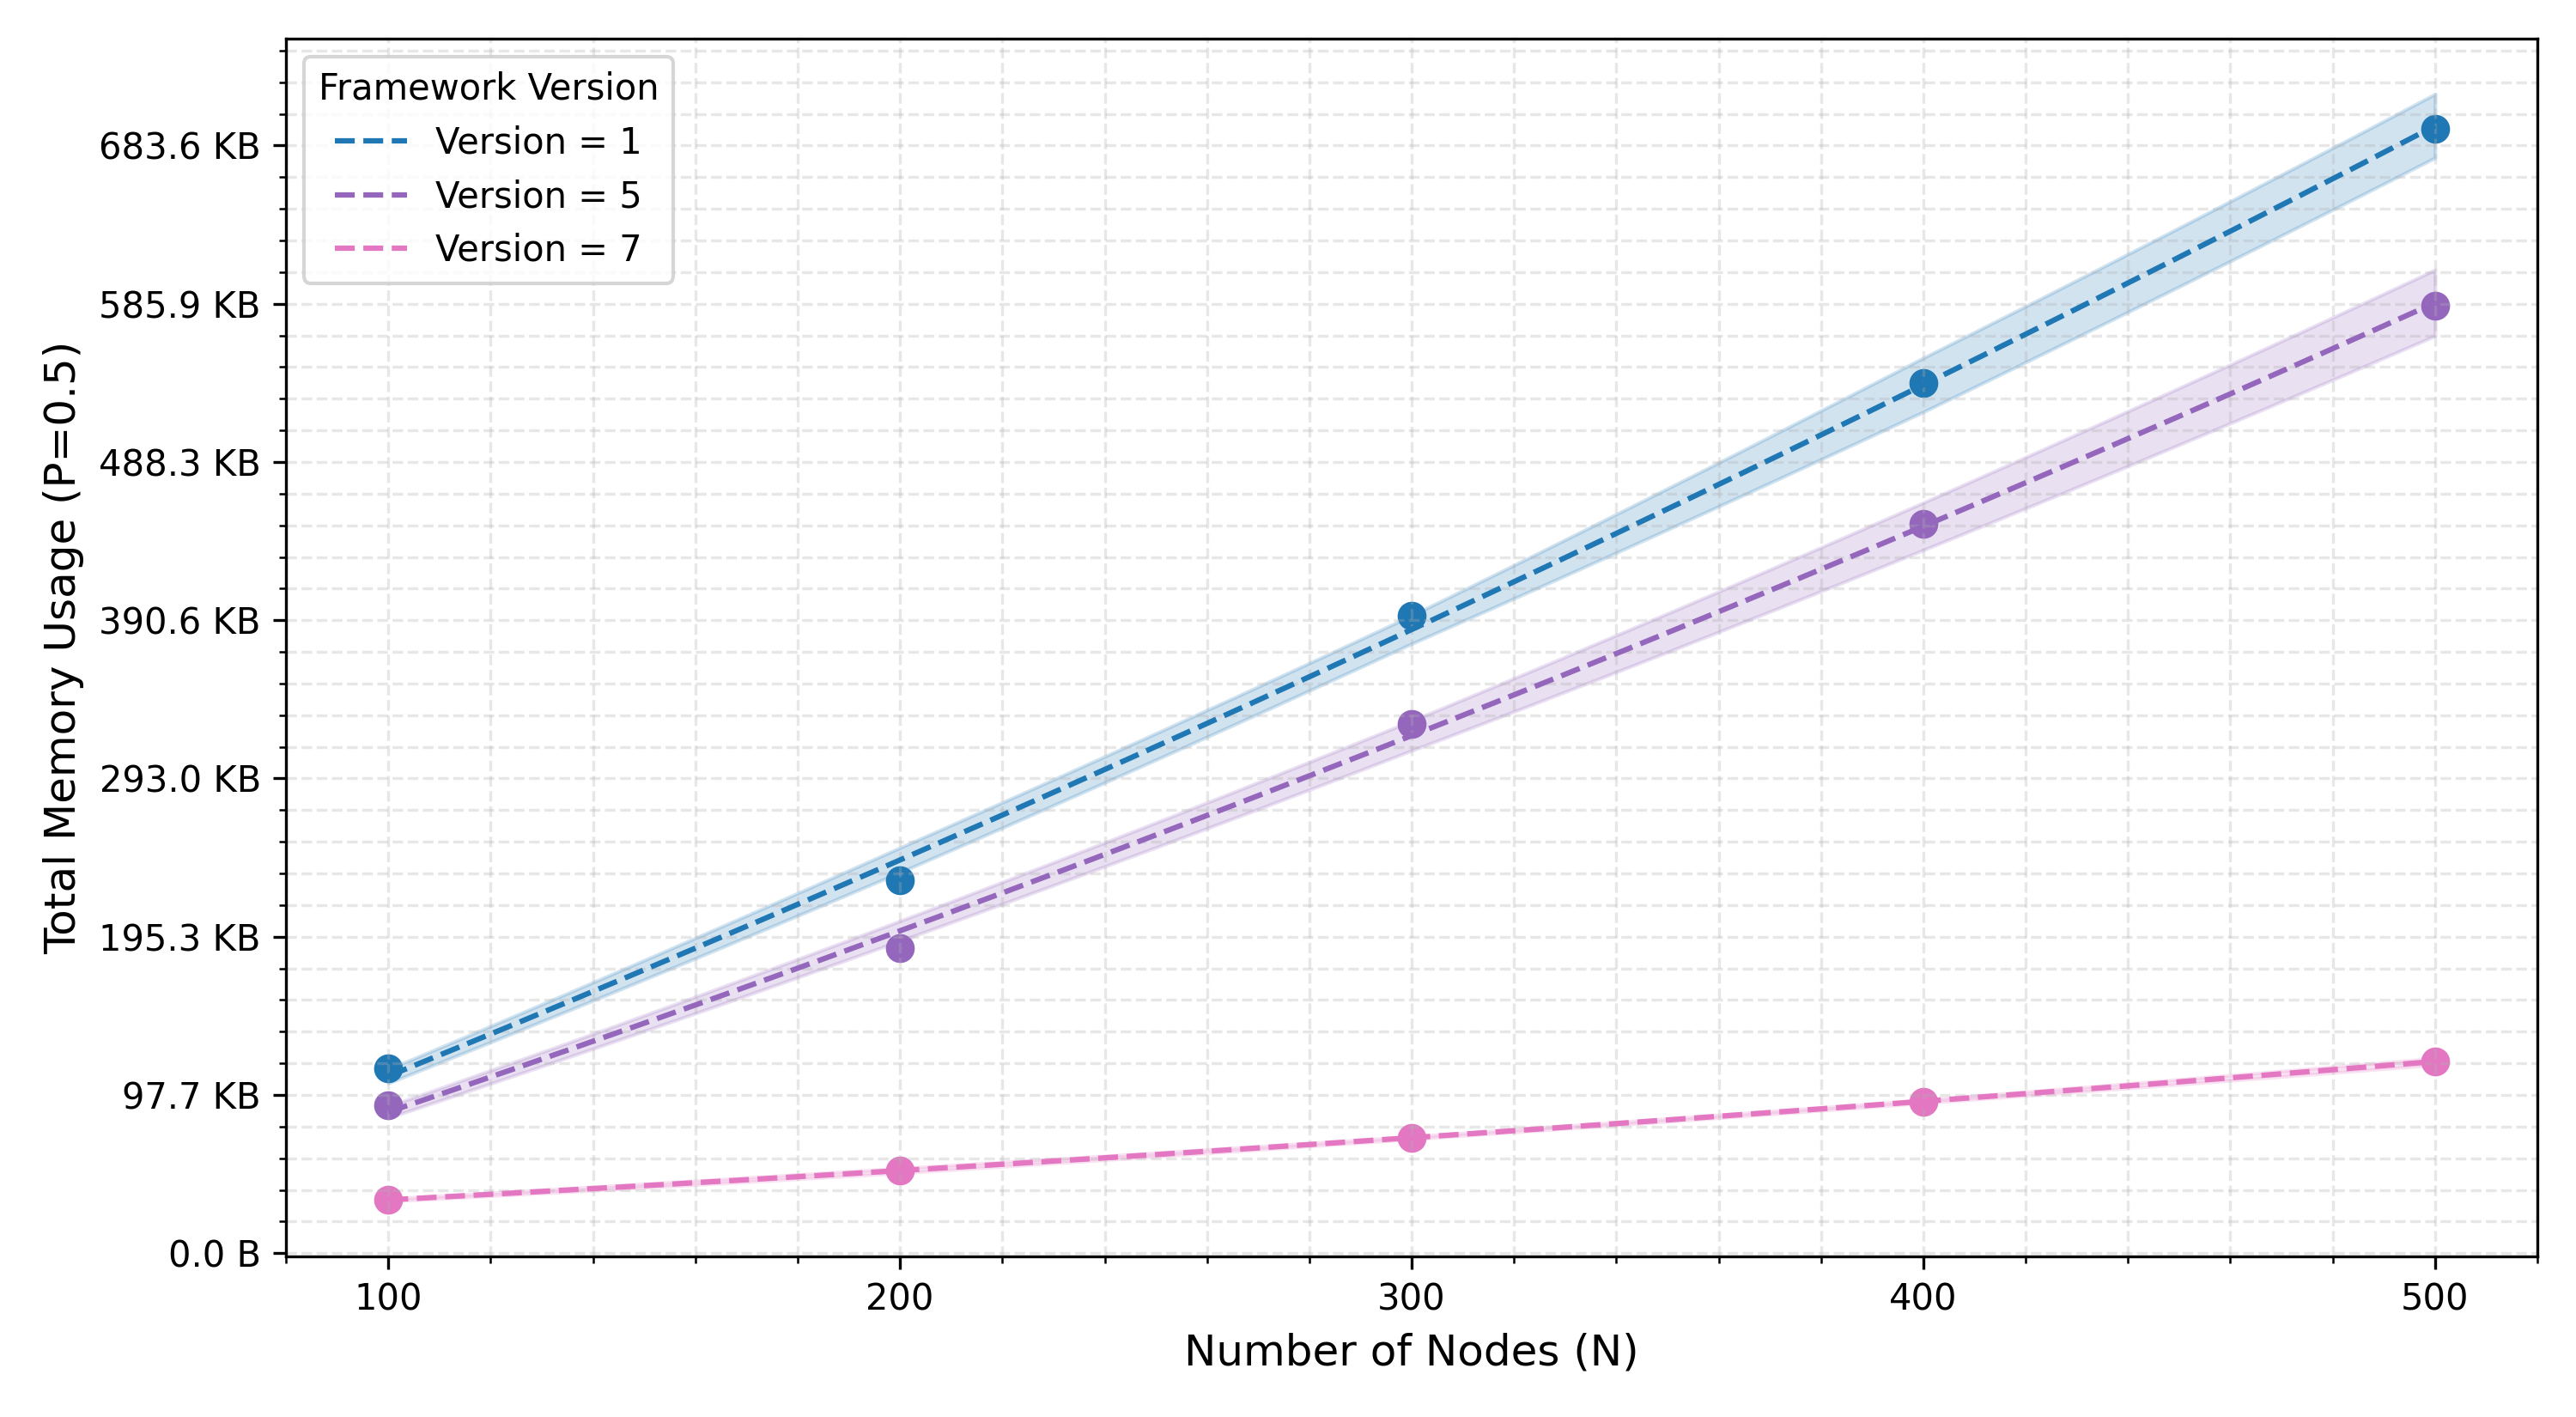 Framework Version
Version = 1
Version = 5
Version = 7
Total Memory Usage (P=0.5)
683.6 KB
585.9 KB
488.3 KB
390.6 KB
293.0 KB
195.3 KB
97.7 KB
0.0 B
100 200 300 400 500
Number of Nodes (N)